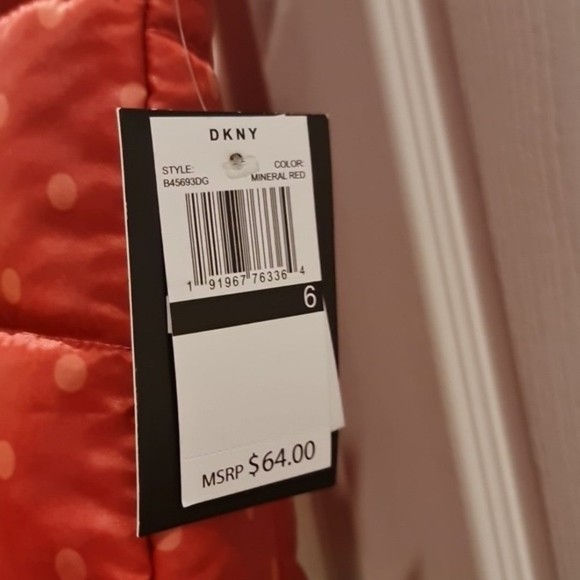 DKNY
STYLE: COLOR:
B45693DG MINERAL RED
1 91967 76336 4
6
MSRP $64.00